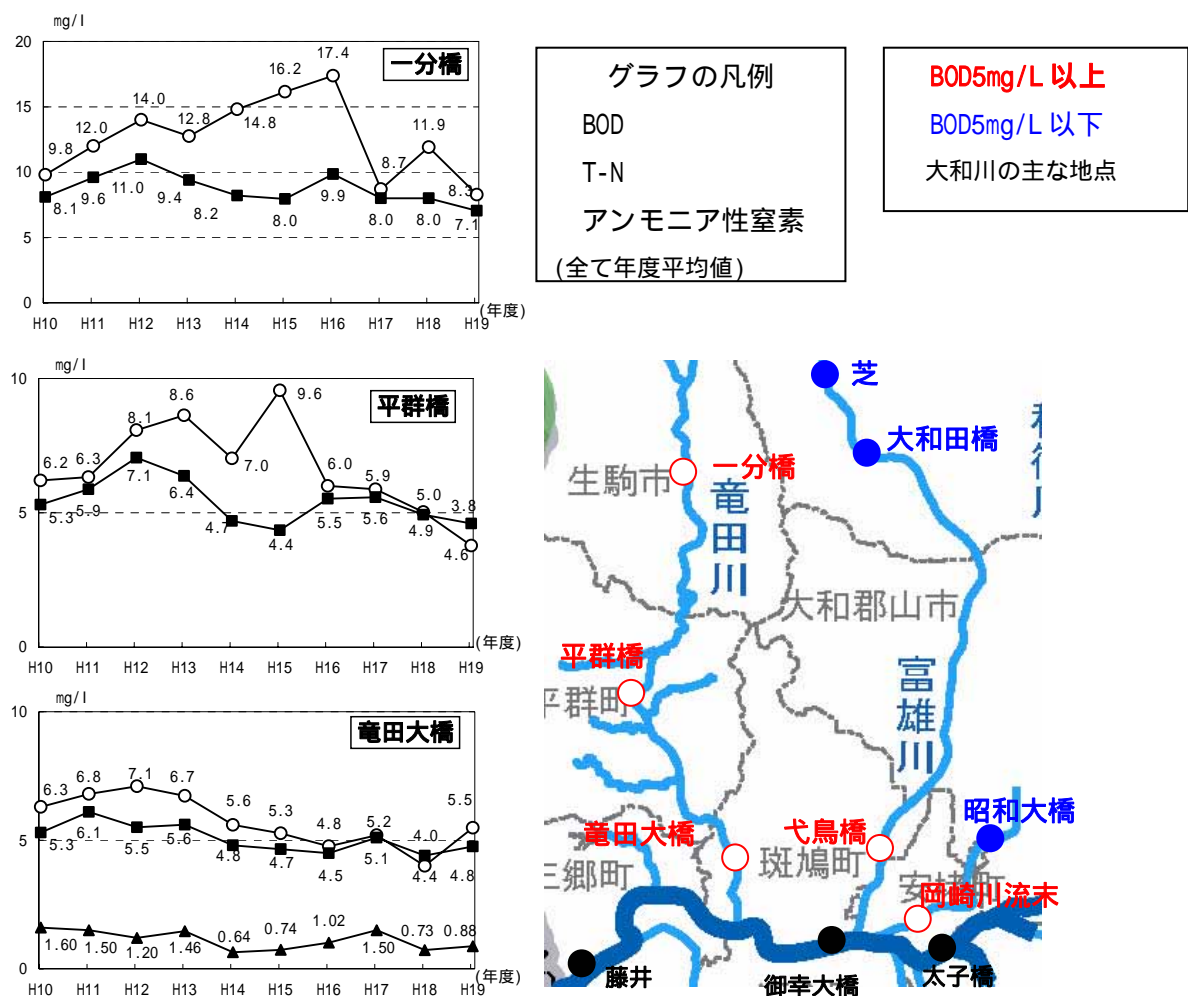 mg/l
20
15
10
5
0
一分橋
9.8
12.0
14.0
12.8
14.8
16.2
17.4
8.7
11.9
8.3
8.1
9.6
11.0
9.4
8.2
8.0
9.9
8.0
8.0
7.1
(年度)
H10 H11 H12 H13 H14 H15 H16 H17 H18 H19
グラフの凡例
BOD
T-N
アンモニア性窒素
(全て年度平均値)
BOD5mg/L以上
BOD5mg/L以下
大和川の主な地点
mg/l
10
5
0
平群橋
6.2
6.3
8.1
8.6
7.0
9.6
6.0
5.9
5.0
3.8
5.3
5.9
7.1
6.4
4.7
4.4
5.5
5.6
4.9
4.6
(年度)
H10 H11 H12 H13 H14 H15 H16 H17 H18 H19
mg/l
10
5
0
竜田大橋
6.3
6.8
7.1
6.7
5.6
5.3
4.8
5.2
4.0
5.5
5.3
6.1
5.5
5.6
4.8
4.7
4.5
5.1
4.4
4.8
1.60
1.50
1.20
1.46
0.64
0.74
1.02
1.50
0.73
0.88
(年度)
H10 H11 H12 H13 H14 H15 H16 H17 H18 H19
芝
大和田橋
一分橋
生駒市
竜田川
大和郡山市
平群橋
平群町
富雄川
昭和大橋
竜田大橋
弋鳥橋
斑鳩町
三郷町
安堵町
岡崎川流末
藤井
御幸大橋
太子橋